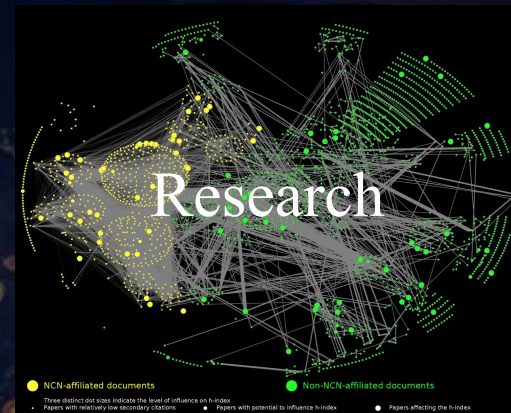 Research
NCN-affiliated documents Non-NCN-affiliated documents
Three distinct dot sizes indicate the level of influence on h-index
Papers with relatively low secondary citations Papers with potential to influence h-index Papers affecting the h-index